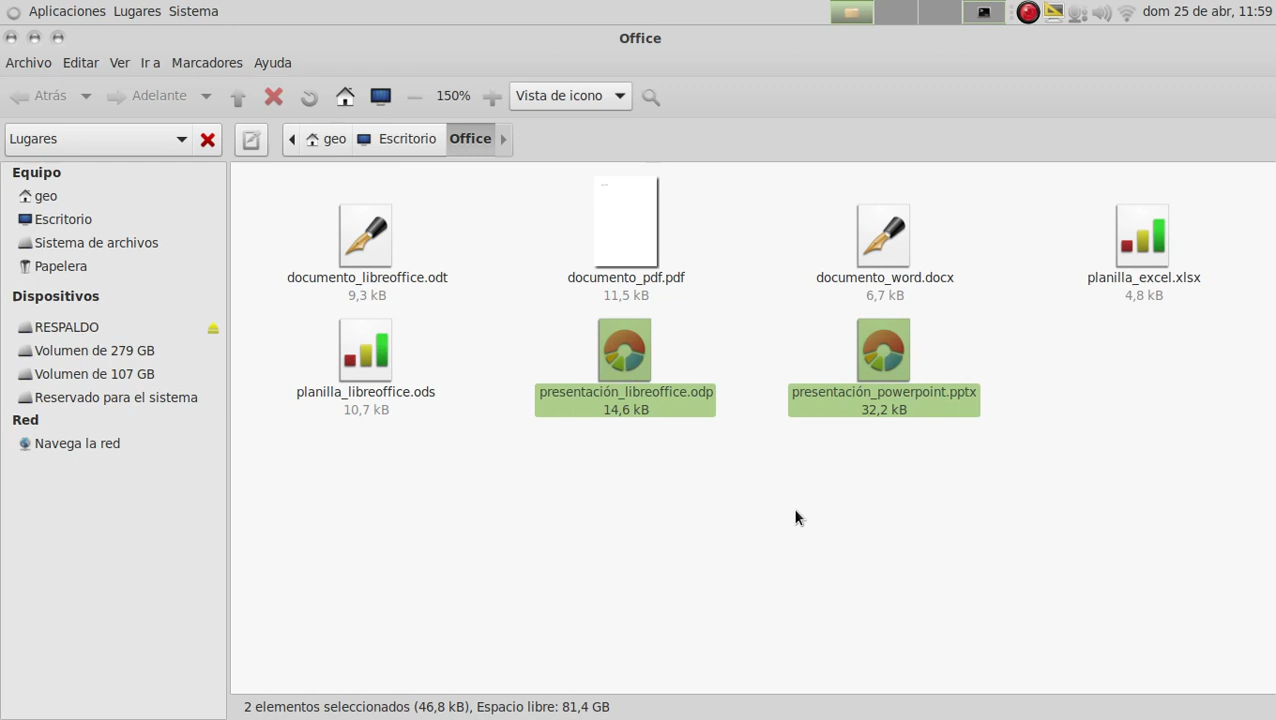 Aplicaciones Lugares Sistema dom 25 de abr, 11:59
Office
Archivo Editar Ver Ir a Marcadores Ayuda
Atrás Adelante 150% Vista de icono
Lugares geo Escritorio Office
Equipo
geo
Escritorio
Sistema de archivos
Papelera
Dispositivos
RESPALDO
Volumen de 279 GB
Volumen de 107 GB
Reservado para el sistema
Red
Navega la red
documento_libreoffice.odt documento_pdf.pdf documento_word.docx planilla_excel.xlsx
9,3 kB 11,5 kB 6,7 kB 4,8 kB
planilla_libreoffice.ods presentación_libreoffice.odp presentación_powerpoint.pptx
10,7 kB 14,6 kB 32,2 kB
2 elementos seleccionados (46,8 kB), Espacio libre: 81,4 GB